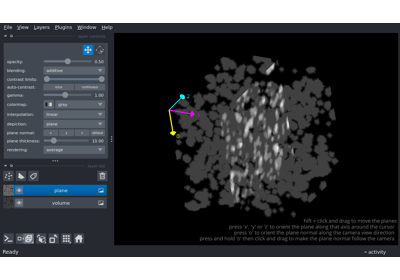 File View Layers Plugins Window Help
layer controls
opacity: 0.50
blending: additive
contrast limits:
auto-contrast: once continuous
gamma: 1.00
colormap: gray
interpolation: linear
depiction: plane
plane normal: x y z oblique
plane thickness: 10.00
rendering: average
layer list
plane
volume
2
hift + click and drag to move the planes
press 'x', 'y' or 'z' to orient the plane along that axis around the cursor
press 'o' to orient the plane normal along the camera view direction
press and hold 'o' then click and drag to make the plane normal follow the camera
Ready
activity